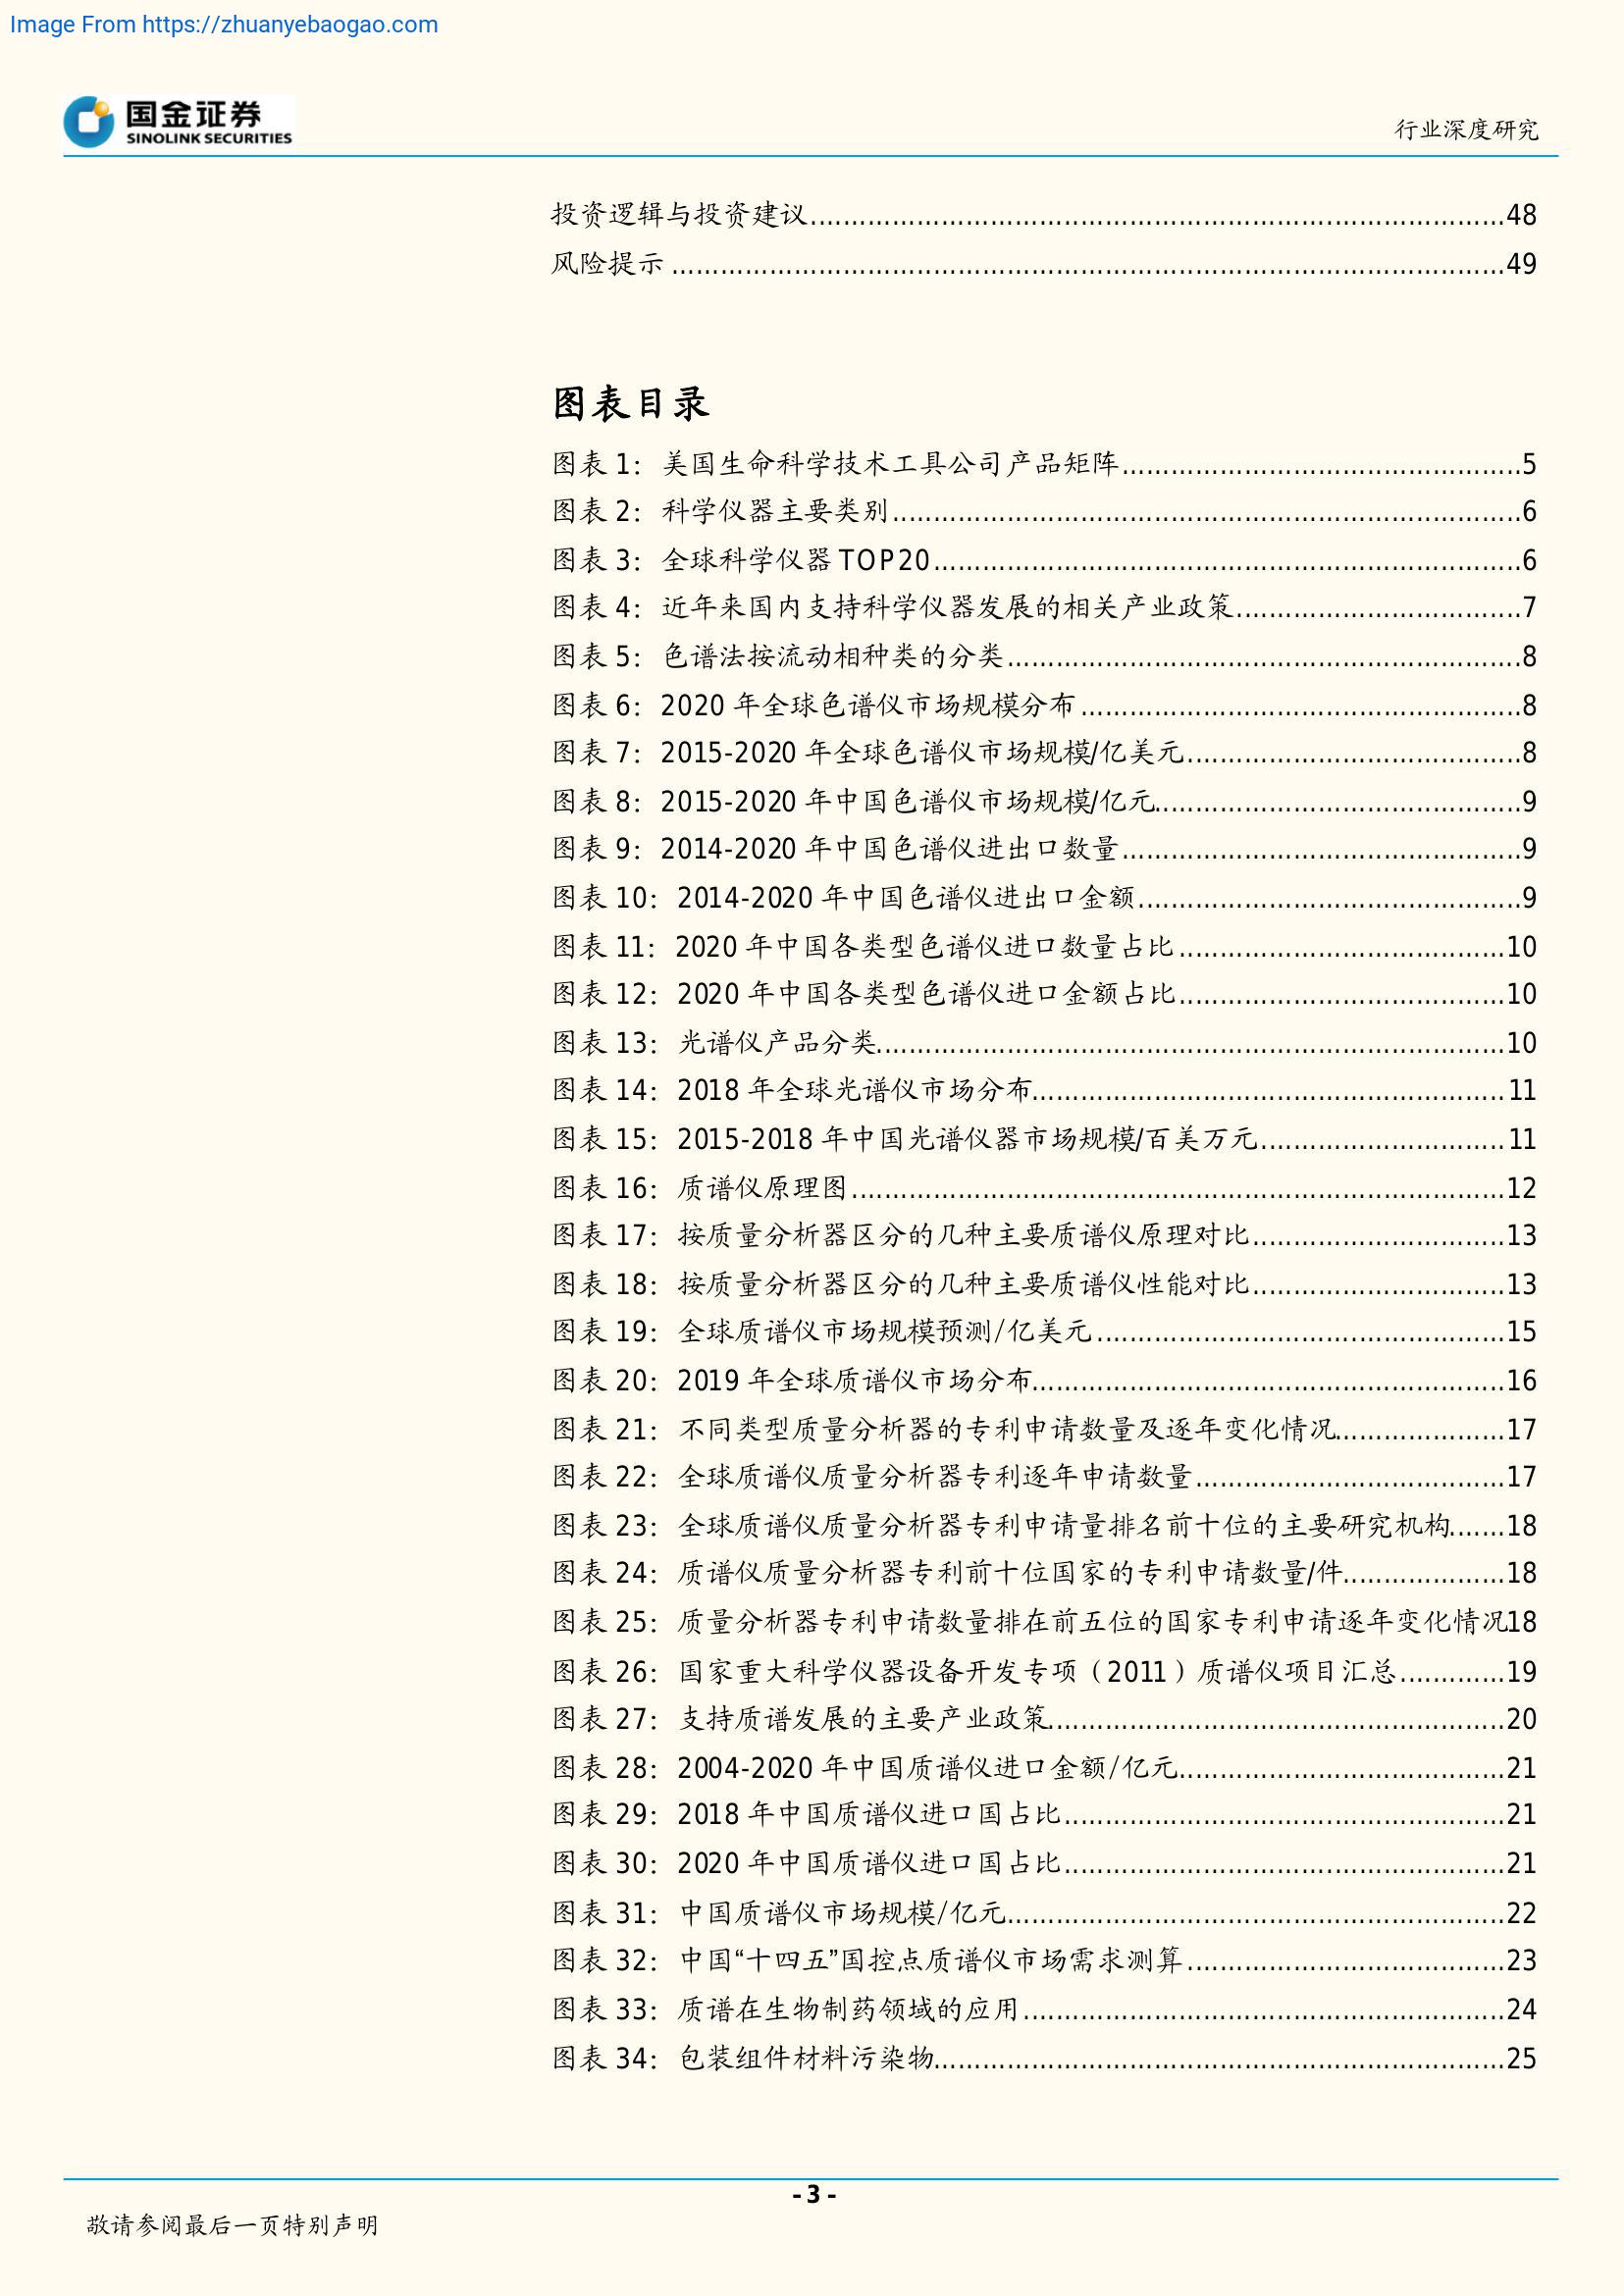 Image From https://zhuanyebaogao.com
国金证券
SINOLINK SECURITIES
行业深度研究
投资逻辑与投资建议........................................48
风险提示........................................49
图表目录
图表 1：美国生命科学技术工具公司产品矩阵........................................5
图表 2：科学仪器主要类别........................................6
图表 3：全球科学仪器 TOP20........................................6
图表 4：近年来国内支持科学仪器发展的相关产业政策........................................7
图表 5：色谱法按流动相种类的分类........................................8
图表 6：2020 年全球色谱仪市场规模分布........................................8
图表 7：2015-2020 年全球色谱仪市场规模/亿美元........................................8
图表 8：2015-2020 年中国色谱仪市场规模/亿元........................................9
图表 9：2014-2020 年中国色谱仪进出口数量........................................9
图表 10：2014-2020 年中国色谱仪进出口金额........................................9
图表 11：2020 年中国各类型色谱仪进口数量占比........................................10
图表 12：2020 年中国各类型色谱仪进口金额占比........................................10
图表 13：光谱仪产品分类........................................10
图表 14：2018 年全球光谱仪市场分布........................................11
图表 15：2015-2018 年中国光谱仪器市场规模/百美万元..............................11
图表 16：质谱仪原理图........................................12
图表 17：按质量分析器区分的几种主要质谱仪原理对比..............................13
图表 18：按质量分析器区分的几种主要质谱仪性能对比..............................13
图表 19：全球质谱仪市场规模预测/亿美元........................................15
图表 20：2019 年全球质谱仪市场分布........................................16
图表 21：不同类型质量分析器的专利申请数量及逐年变化情况....................17
图表 22：全球质谱仪质量分析器专利逐年申请数量..............................17
图表 23：全球质谱仪质量分析器专利申请量排名前十位的主要研究机构.......18
图表 24：质谱仪质量分析器专利前十位国家的专利申请数量/件....................18
图表 25：质量分析器专利申请数量排在前五位的国家专利申请逐年变化情况18
图表 26：国家重大科学仪器设备开发专项（2011）质谱仪项目汇总.............19
图表 27：支持质谱发展的主要产业政策........................................20
图表 28：2004-2020 年中国质谱仪进口金额/亿元........................................21
图表 29：2018 年中国质谱仪进口国占比........................................21
图表 30：2020 年中国质谱仪进口国占比........................................21
图表 31：中国质谱仪市场规模/亿元........................................22
图表 32：中国“十四五”国控点质谱仪市场需求测算........................................23
图表 33：质谱在生物制药领域的应用........................................24
图表 34：包装组件材料污染物........................................25
- 3 -
敬请参阅最后一页特别声明